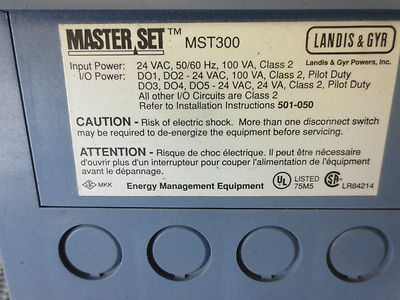 MASTER SET™ MST300
LANDIS & GYR
Landis & Gyr Powers, Inc.
Input Power: 24 VAC, 50/60 Hz, 100 VA, Class 2
I/O Power: DO1, DO2 - 24 VAC, 100 VA, Class 2, Pilot Duty
DO3, DO4, DO5 - 24 VAC, 24 VA, Class 2, Pilot Duty
All other I/O Circuits are Class 2
Refer to Installation Instructions 501-050
CAUTION - Risk of electric shock. More than one disconnect switch
may be required to de-energize the equipment before servicing.
ATTENTION - Risque de choc électrique. Il peut être nécessaire
d'ouvrir plus d'un interrupteur pour couper l'alimentation de l'équipement
avant le dépannage.
MKK Energy Management Equipment
UL LISTED
75M5
SA
LR84214